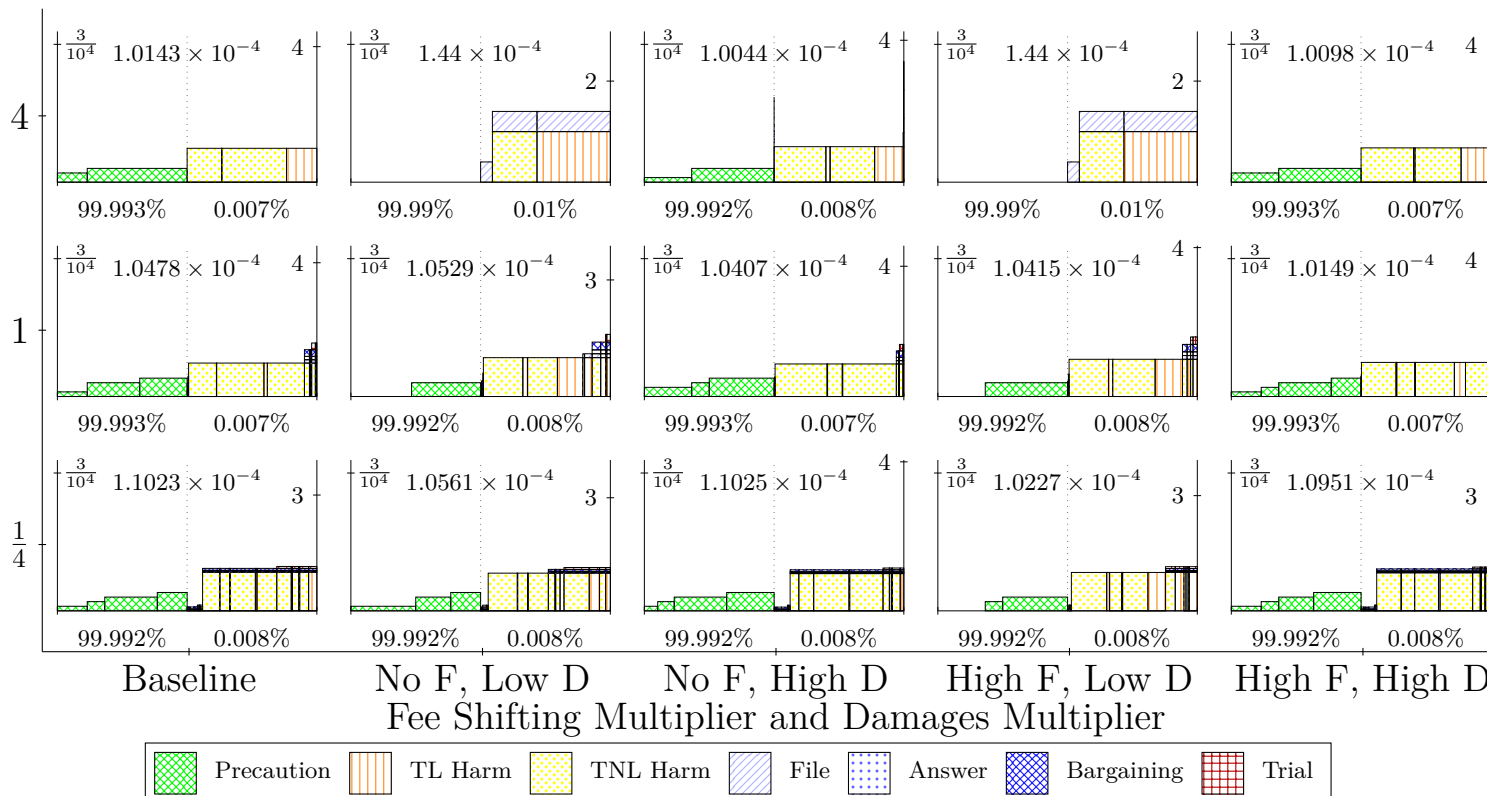 3/10⁴ 1.0143 × 10⁻⁴ 4 3/10⁴ 1.44 × 10⁻⁴ 2 3/10⁴ 1.0044 × 10⁻⁴ 4 3/10⁴ 1.44 × 10⁻⁴ 2 3/10⁴ 1.0098 × 10⁻⁴ 4
4
99.993% 0.007% 99.99% 0.01% 99.992% 0.008% 99.99% 0.01% 99.993% 0.007%
3/10⁴ 1.0478 × 10⁻⁴ 4 3/10⁴ 1.0529 × 10⁻⁴ 3 3/10⁴ 1.0407 × 10⁻⁴ 4 3/10⁴ 1.0415 × 10⁻⁴ 4 3/10⁴ 1.0149 × 10⁻⁴ 4
1
99.993% 0.007% 99.992% 0.008% 99.993% 0.007% 99.992% 0.008% 99.993% 0.007%
3/10⁴ 1.1023 × 10⁻⁴ 3 3/10⁴ 1.0561 × 10⁻⁴ 3 3/10⁴ 1.1025 × 10⁻⁴ 4 3/10⁴ 1.0227 × 10⁻⁴ 3 3/10⁴ 1.0951 × 10⁻⁴ 3
1/4
99.992% 0.008% 99.992% 0.008% 99.992% 0.008% 99.992% 0.008% 99.992% 0.008%
Baseline No F, Low D No F, High D High F, Low D High F, High D
Fee Shifting Multiplier and Damages Multiplier
Precaution TL Harm TNL Harm File Answer Bargaining Trial